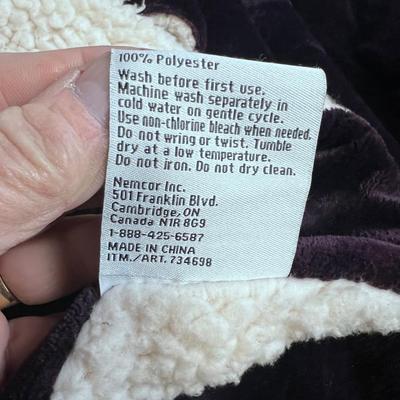 100% Polyester
Wash before first use.
Machine wash separately in
cold water on gentle cycle.
Use non-chlorine bleach when needed.
Do not wring or twist. Tumble
dry at a low temperature.
Do not iron. Do not dry clean.
Nemcor Inc.
501 Franklin Blvd.
Cambridge, ON
Canada N1R 8G9
1-888-425-6587
MADE IN CHINA
ITM./ART. 734698